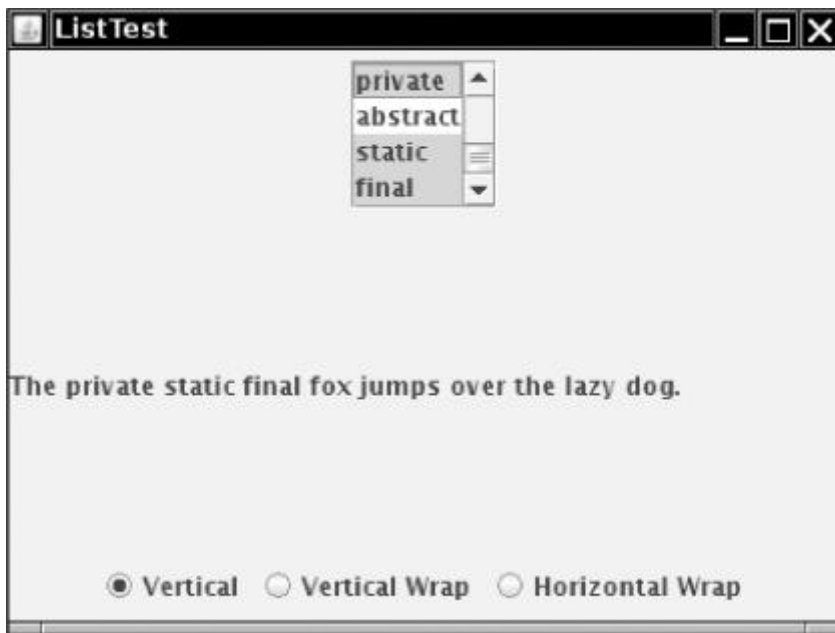 ListTest
private
abstract
static
final
The private static final fox jumps over the lazy dog.
Vertical Vertical Wrap Horizontal Wrap